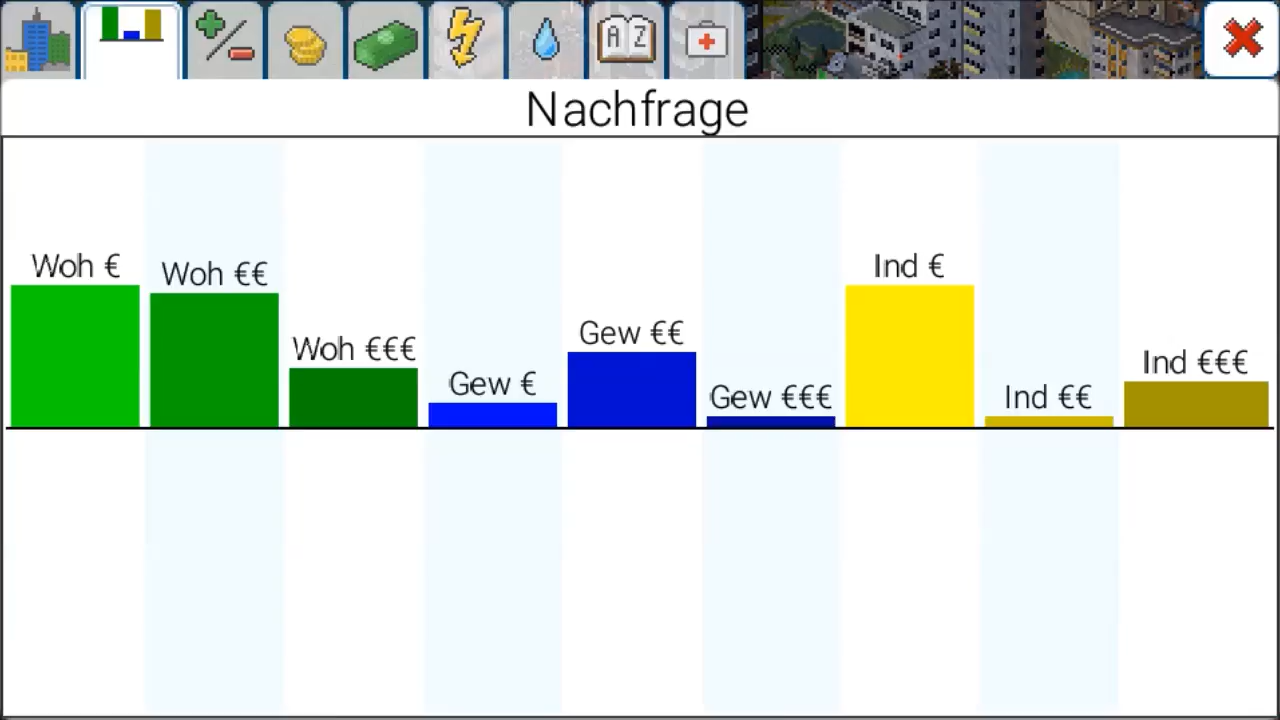 A Z
Nachfrage
Woh €
Woh €€
Woh €€€
Gew €
Gew €€
Gew €€€
Ind €
Ind €€
Ind €€€